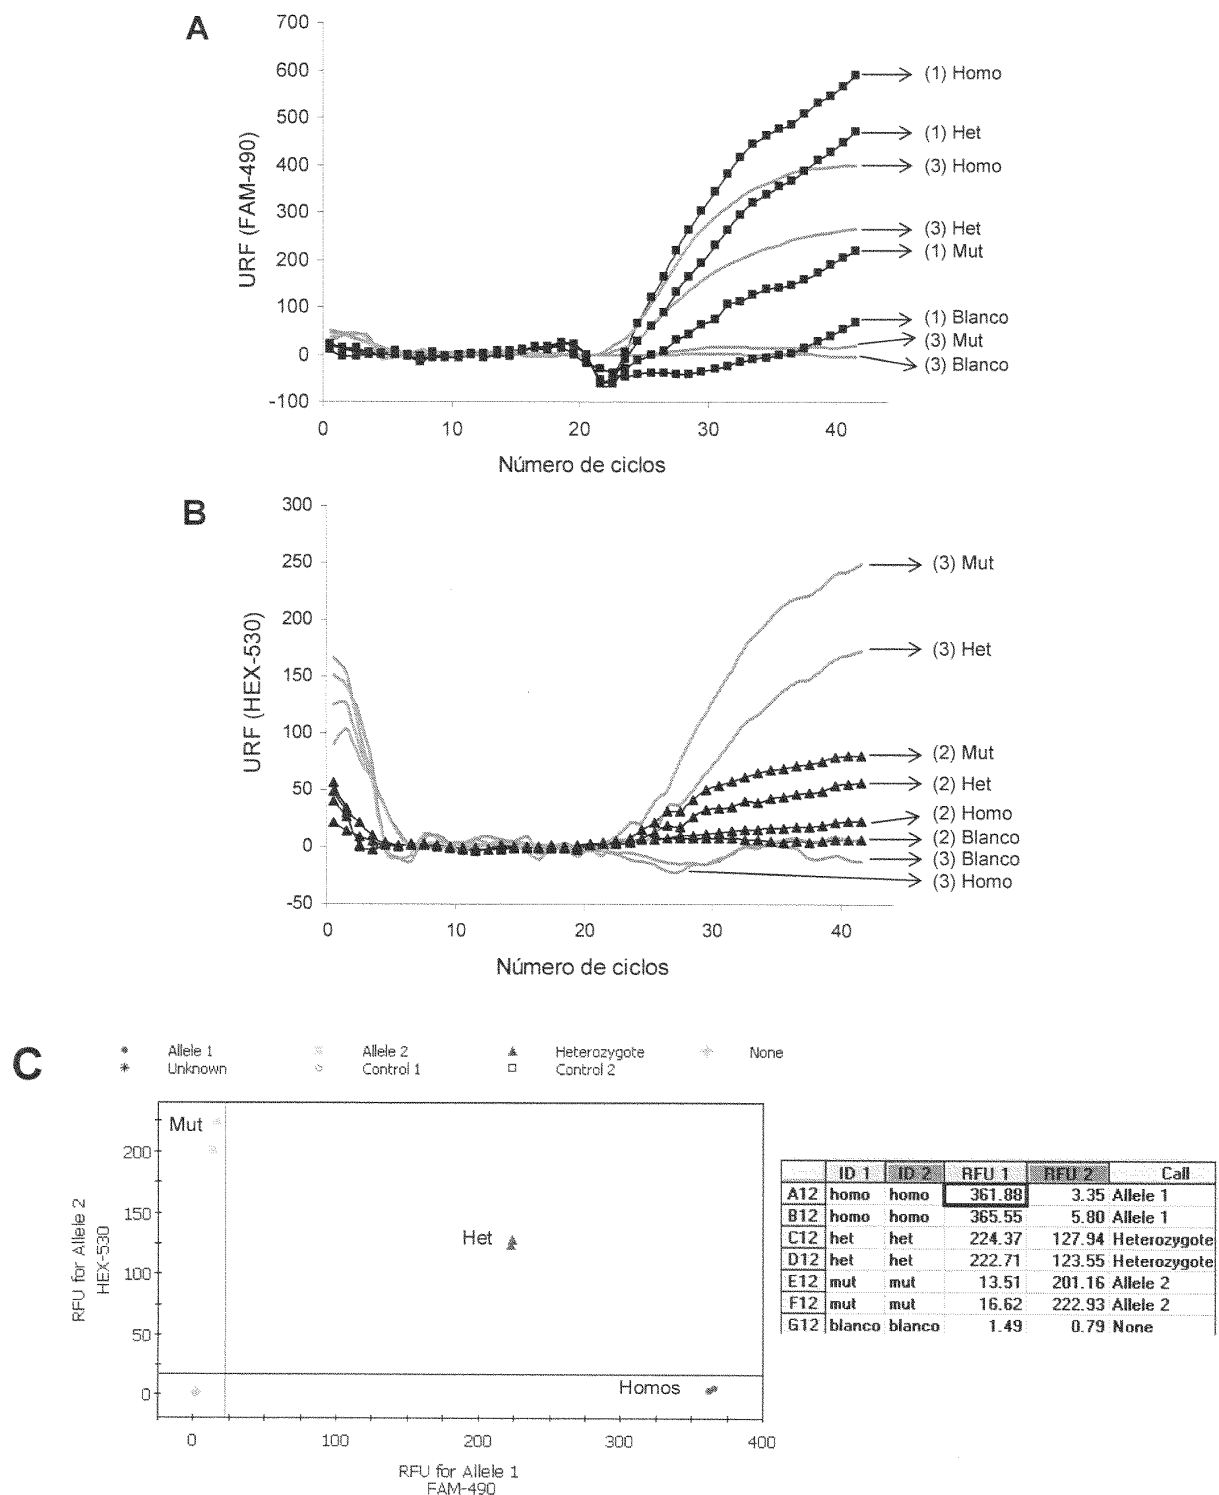 A
700
600
500
400
300
200
100
0
-100
URF (FAM-490)
0 10 20 30 40
Número de ciclos
(1) Homo
(1) Het
(3) Homo
(3) Het
(1) Mut
(1) Blanco
(3) Mut
(3) Blanco
B
300
250
200
150
100
50
0
-50
URF (HEX-530)
0 10 20 30 40
Número de ciclos
(3) Mut
(3) Het
(2) Mut
(2) Het
(2) Homo
(2) Blanco
(3) Blanco
(3) Homo
C
Allele 1 Allele 2 Heterozygote None
Unknown Control 1 Control 2
RFU for Allele 2
HEX-530
200
150
100
50
0
Mut
Het
Homos
0 100 200 300 400
RFU for Allele 1
FAM-490
ID 1 ID 2 RFU 1 RFU 2 Call
A12 homo homo 361.88 3.35 Allele 1
B12 homo homo 365.55 5.80 Allele 1
C12 het het 224.37 127.94 Heterozygote
D12 het het 222.71 123.55 Heterozygote
E12 mut mut 13.51 201.16 Allele 2
F12 mut mut 16.62 222.93 Allele 2
G12 blanco blanco 1.49 0.79 None